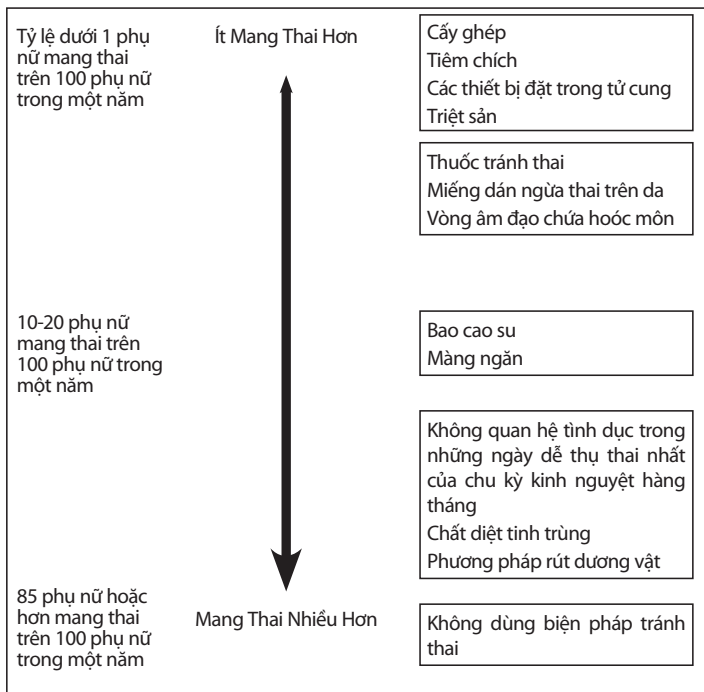 Tỷ lệ dưới 1 phụ
nữ mang thai
trên 100 phụ nữ
trong một năm
Ít Mang Thai Hơn
Cấy ghép
Tiêm chích
Các thiết bị đặt trong tử cung
Triệt sản
Thuốc tránh thai
Miếng dán ngừa thai trên da
Vòng âm đạo chứa hoóc môn
10-20 phụ nữ
mang thai trên
100 phụ nữ trong
một năm
Bao cao su
Màng ngăn
Không quan hệ tình dục trong
những ngày dễ thụ thai nhất
của chu kỳ kinh nguyệt hàng
tháng
Chất diệt tinh trùng
Phương pháp rút dương vật
85 phụ nữ hoặc
hơn mang thai
trên 100 phụ nữ
trong một năm
Mang Thai Nhiều Hơn
Không dùng biện pháp tránh
thai